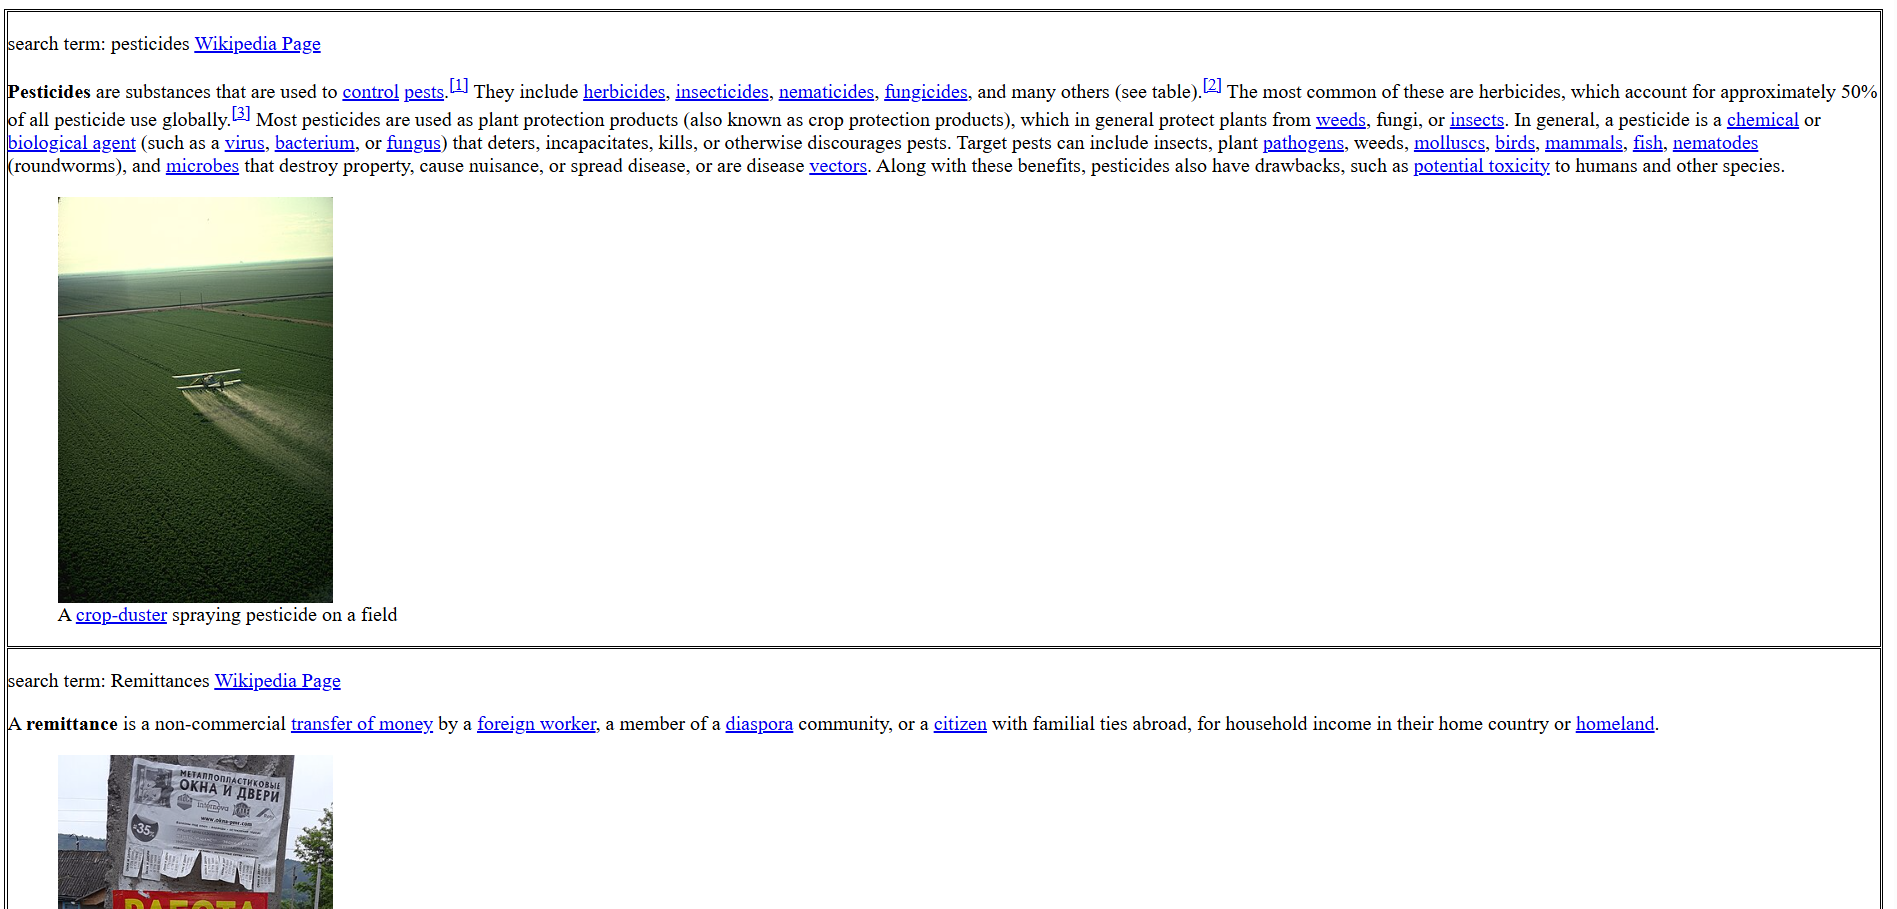 search term: pesticides Wikipedia Page
Pesticides are substances that are used to control pests.[1] They include herbicides, insecticides, nematicides, fungicides, and many others (see table).[2] The most common of these are herbicides, which account for approximately 50%
of all pesticide use globally.[3] Most pesticides are used as plant protection products (also known as crop protection products), which in general protect plants from weeds, fungi, or insects. In general, a pesticide is a chemical or
biological agent (such as a virus, bacterium, or fungus) that deters, incapacitates, kills, or otherwise discourages pests. Target pests can include insects, plant pathogens, weeds, molluscs, birds, mammals, fish, nematodes
(roundworms), and microbes that destroy property, cause nuisance, or spread disease, or are disease vectors. Along with these benefits, pesticides also have drawbacks, such as potential toxicity to humans and other species.
A crop-duster spraying pesticide on a field
search term: Remittances Wikipedia Page
A remittance is a non-commercial transfer of money by a foreign worker, a member of a diaspora community, or a citizen with familial ties abroad, for household income in their home country or homeland.
МЕТАЛЛОПЛАСТИКОВЫЕ
ОКНА И ДВЕРИ
Internova
www.okna-pmr.com
-35%
РАБОТА